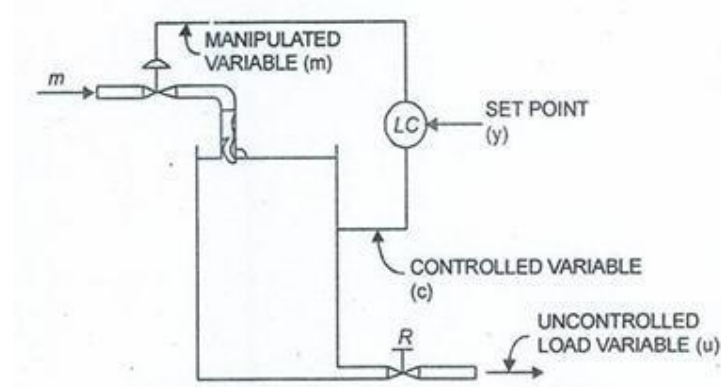 MANIPULATED
VARIABLE (m)
m
LC
SET POINT
(y)
CONTROLLED VARIABLE
(c)
R
UNCONTROLLED
LOAD VARIABLE (u)